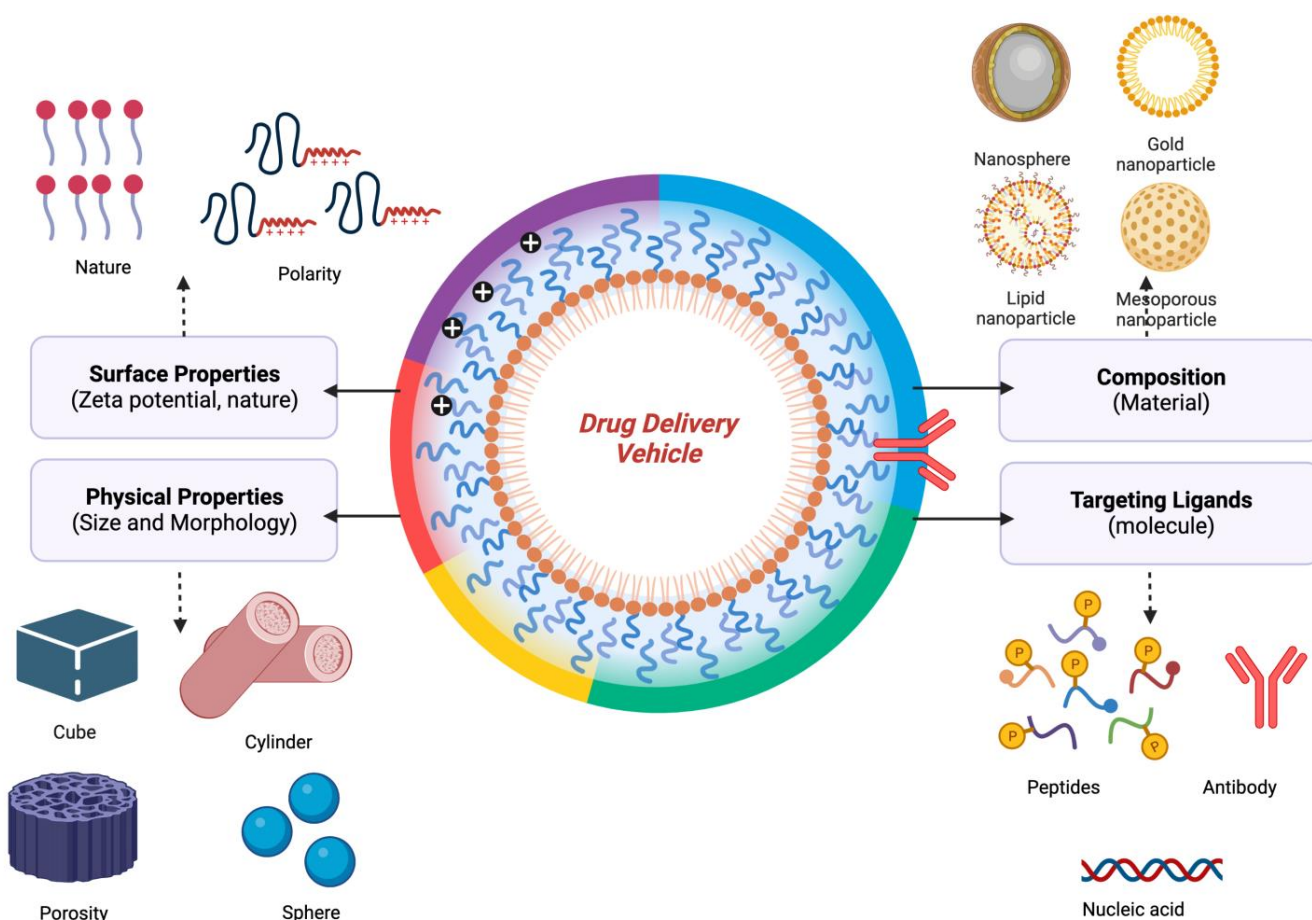 Nature
Polarity
Surface Properties
(Zeta potential, nature)
Physical Properties
(Size and Morphology)
Cube
Cylinder
Porosity
Sphere
Drug Delivery
Vehicle
Nanosphere
Gold
nanoparticle
Lipid
nanoparticle
Mesoporous
nanoparticle
Composition
(Material)
Targeting Ligands
(molecule)
P
P
P
P
P
P
Peptides
Antibody
Nucleic acid